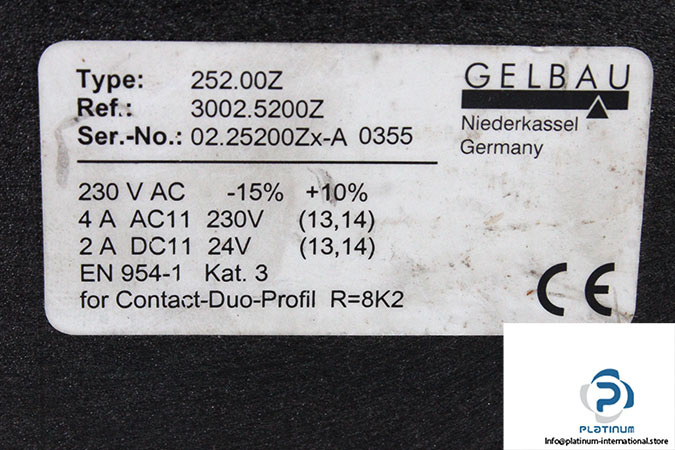 Type: 252.00Z
Ref.: 3002.5200Z
Ser.-No.: 02.25200Zx-A 0355
GELBAU
Niederkassel
Germany
230 V AC -15% +10%
4 A AC11 230V (13,14)
2 A DC11 24V (13,14)
EN 954-1 Kat. 3
for Contact-Duo-Profil R=8K2
CE
PLATINUM
Info@platinum-international.store